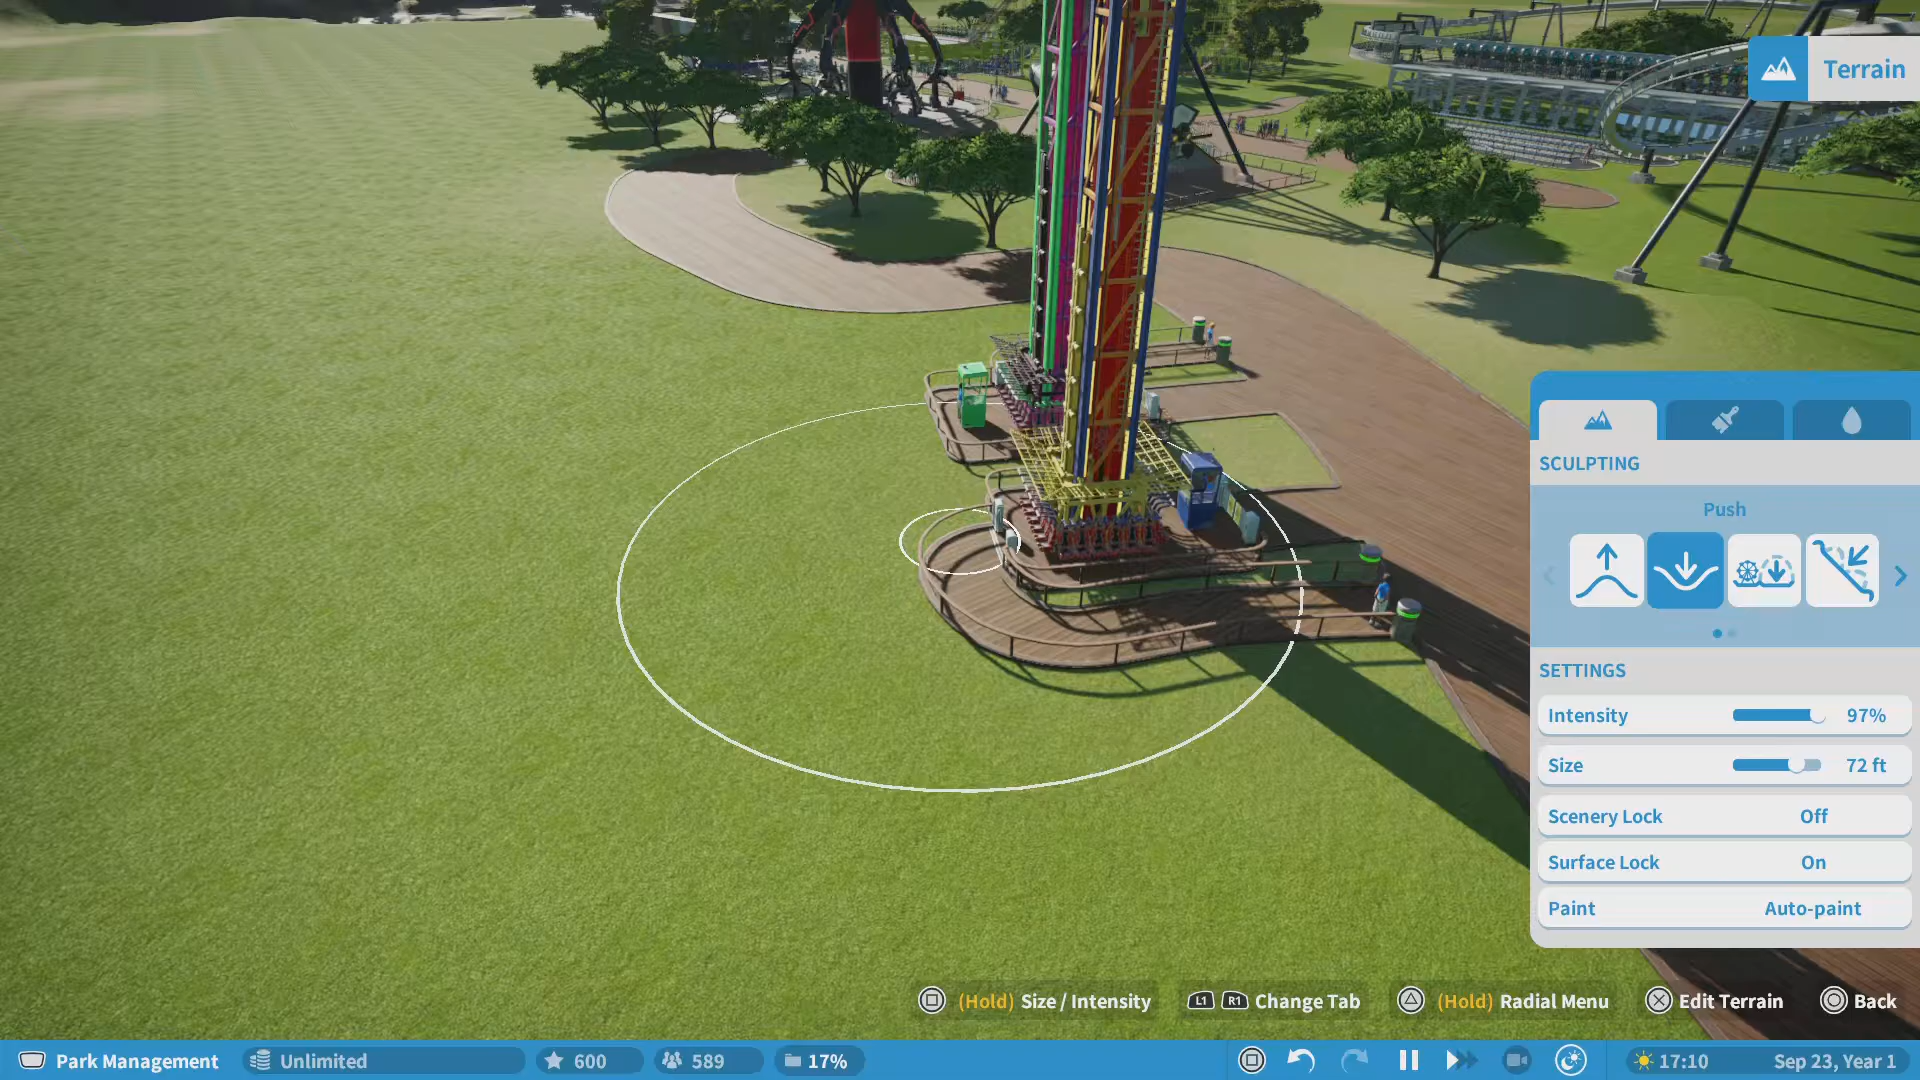 Terrain
SCULPTING
Push
SETTINGS
Intensity 97%
Size 72 ft
Scenery Lock Off
Surface Lock On
Paint Auto-paint
(Hold) Size / Intensity L1 R1 Change Tab (Hold) Radial Menu Edit Terrain Back
Park Management Unlimited 600 589 17% 17:10 Sep 23, Year 1